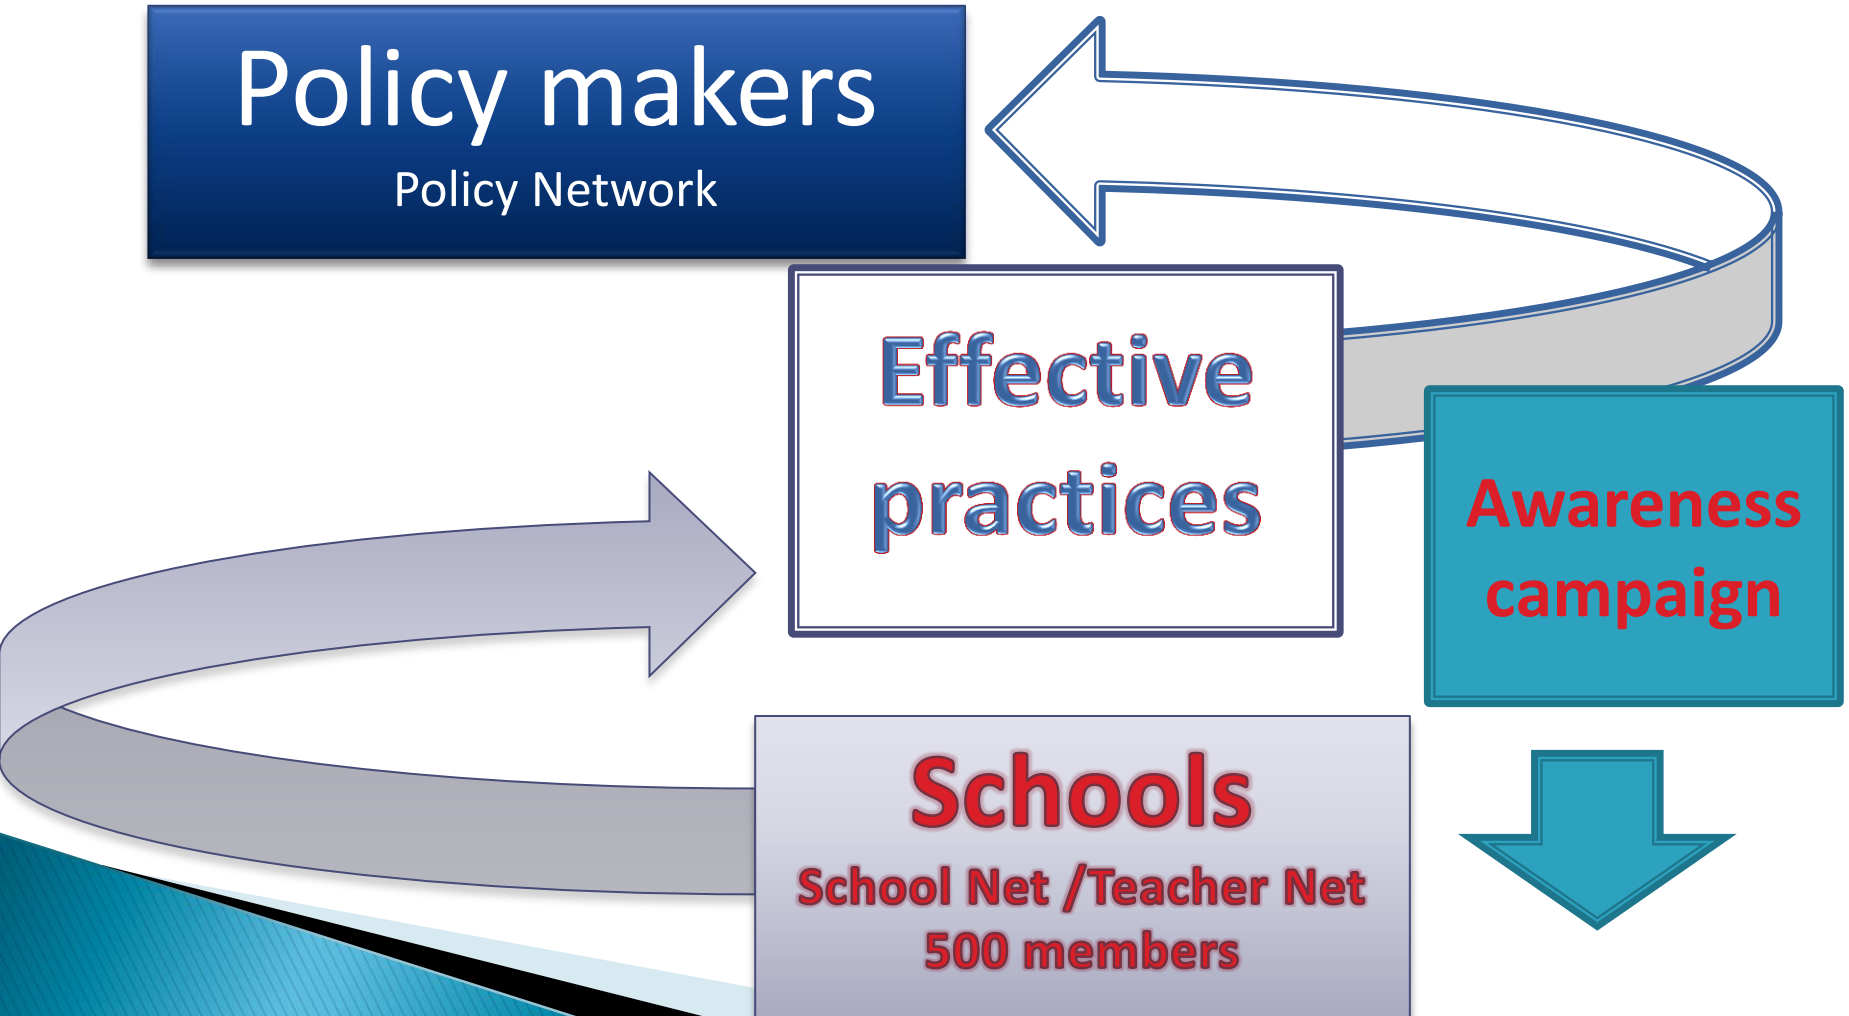 Policy makers
Policy Network
Effective
practices
Awareness
campaign
Schools
School Net /Teacher Net
500 members